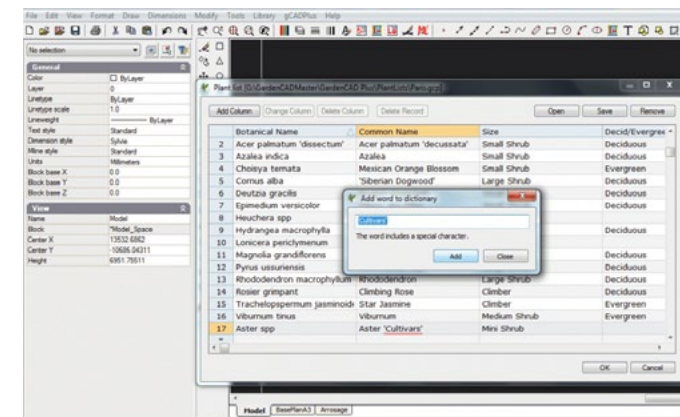 File Edit View Format Draw Dimensions Modify Tools Library gCADPlus Help
No selection
General
Color ByLayer
Layer 0
Linetype ByLayer
Linetype scale 1.0
Lineweight ByLayer
Text style Standard
Dimension style Sylvia
Mline style Standard
Units Millimeters
Block base X 0.0
Block base Y 0.0
Block base Z 0.0
View
Name Model
Block *Model_Space
Center X 13532.6862
Center Y -10686.04311
Height 6951.75511
Plant list [G:\GardenCADMaster\GardenCAD Plus\PlantLists\Paris.gcp]
Add Column Change Column Delete Column Delete Record Open Save Remove
Botanical Name Common Name Size Decid/Evergree
2 Acer palmatum 'dissectum' Acer palmatum 'decussata' Small Shrub Deciduous
3 Azalea indica Azalea Small Shrub Deciduous
4 Choisya ternata Mexican Orange Blossom Small Shrub Evergreen
5 Cornus alba 'Siberian Dogwood' Large Shrub Deciduous
6 Deutzia gracilis Deciduous
7 Epimedium versicolor Deciduous
8 Heuchera spp
9 Hydrangea macrophylla Deciduous
10 Lonicera periclymenum
11 Magnolia grandiflorens Deciduous
12 Pyrus ussuriensis Deciduous
13 Rhododendron macrophyllum Rhododendron Large Shrub Deciduous
14 Rosier grimpant Climbing Rose Climber Deciduous
15 Trachelospermum jasminoide Star Jasmine Climber Evergreen
16 Viburnum tinus Viburnum Medium Shrub Evergreen
17 Aster spp Aster 'Cultivars' Mini Shrub
Add word to dictionary
'Cultivars'
The word includes a special character.
Add Close
OK Cancel
Model BasePlanA3 Arrosage